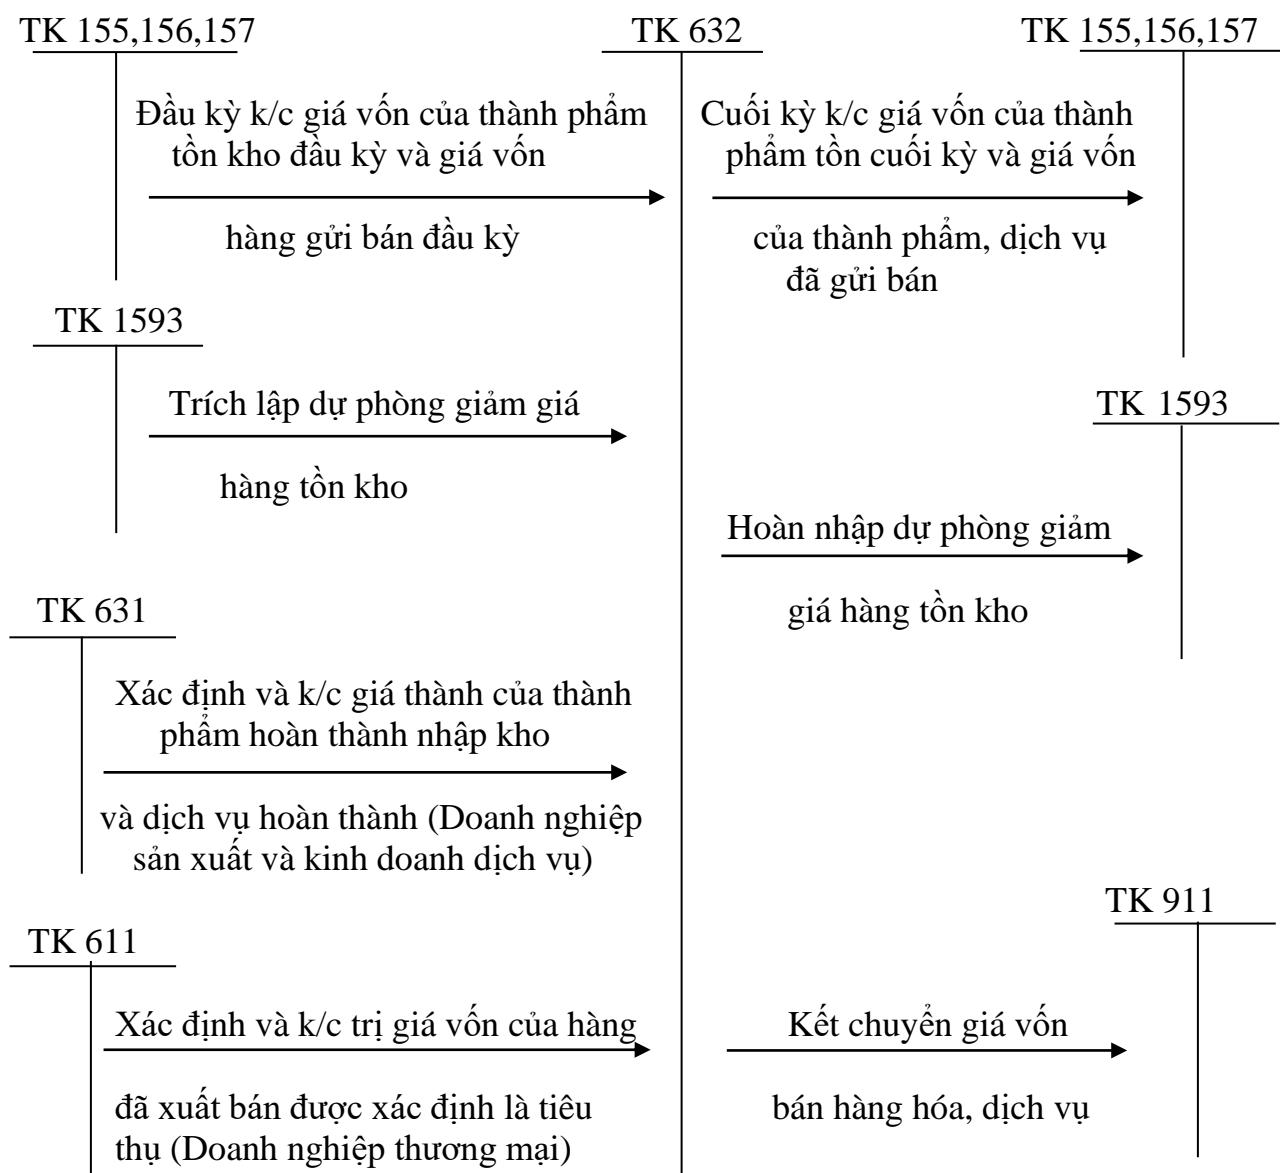 TK 155,156,157
TK 632
TK 155,156,157
Đầu kỳ k/c giá vốn của thành phẩm
tồn kho đầu kỳ và giá vốn
hàng gửi bán đầu kỳ
Cuối kỳ k/c giá vốn của thành
phẩm tồn cuối kỳ và giá vốn
của thành phẩm, dịch vụ
đã gửi bán
TK 1593
Trích lập dự phòng giảm giá
hàng tồn kho
TK 1593
Hoàn nhập dự phòng giảm
giá hàng tồn kho
TK 631
Xác định và k/c giá thành của thành
phẩm hoàn thành nhập kho
và dịch vụ hoàn thành (Doanh nghiệp
sản xuất và kinh doanh dịch vụ)
TK 911
TK 611
Xác định và k/c trị giá vốn của hàng
đã xuất bán được xác định là tiêu
thụ (Doanh nghiệp thương mại)
Kết chuyển giá vốn
bán hàng hóa, dịch vụ